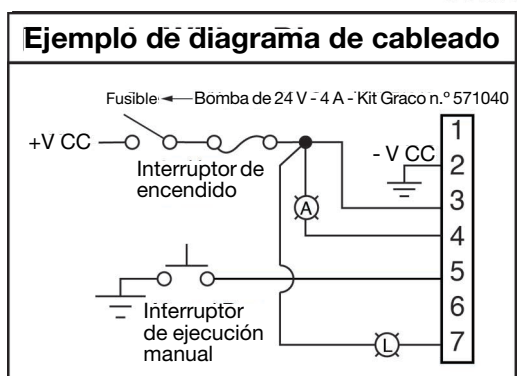 Ejemplo de diagrama de cableado
Fusible Bomba de 24 V - 4 A - Kit Graco n.º 571040
+V CC
Interruptor de
encendido
- V CC
A
Interruptor
de ejecución
manual
L
1
2
3
4
5
6
7